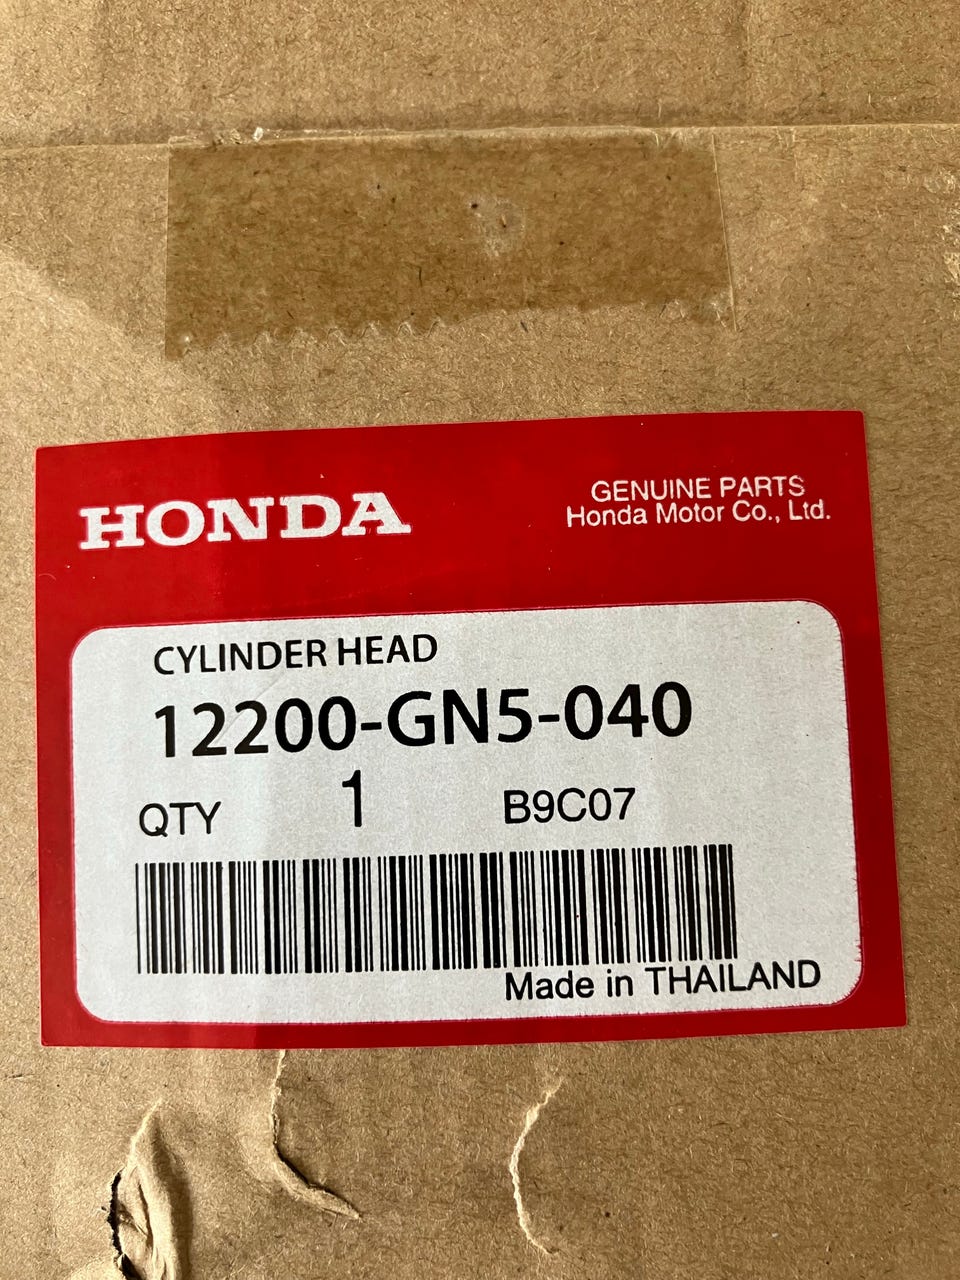 HONDA
GENUINE PARTS
Honda Motor Co., Ltd.
CYLINDER HEAD
12200-GN5-040
QTY 1 B9C07
Made in THAILAND